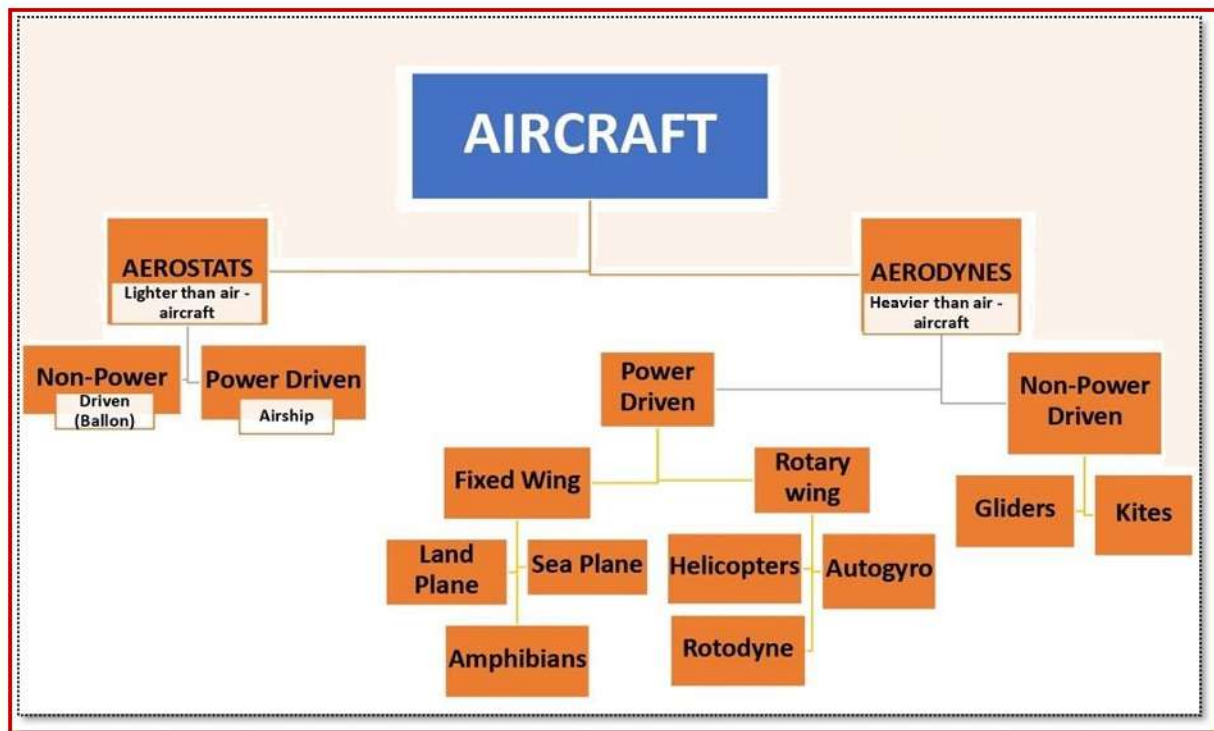 AIRCRAFT
AEROSTATS
Lighter than air -
aircraft
AERODYNES
Heavier than air -
aircraft
Non-Power
Driven
(Ballon)
Power Driven
Airship
Power
Driven
Non-Power
Driven
Fixed Wing
Rotary
wing
Gliders
Kites
Land
Plane
Sea Plane
Helicopters
Autogyro
Amphibians
Rotodyne